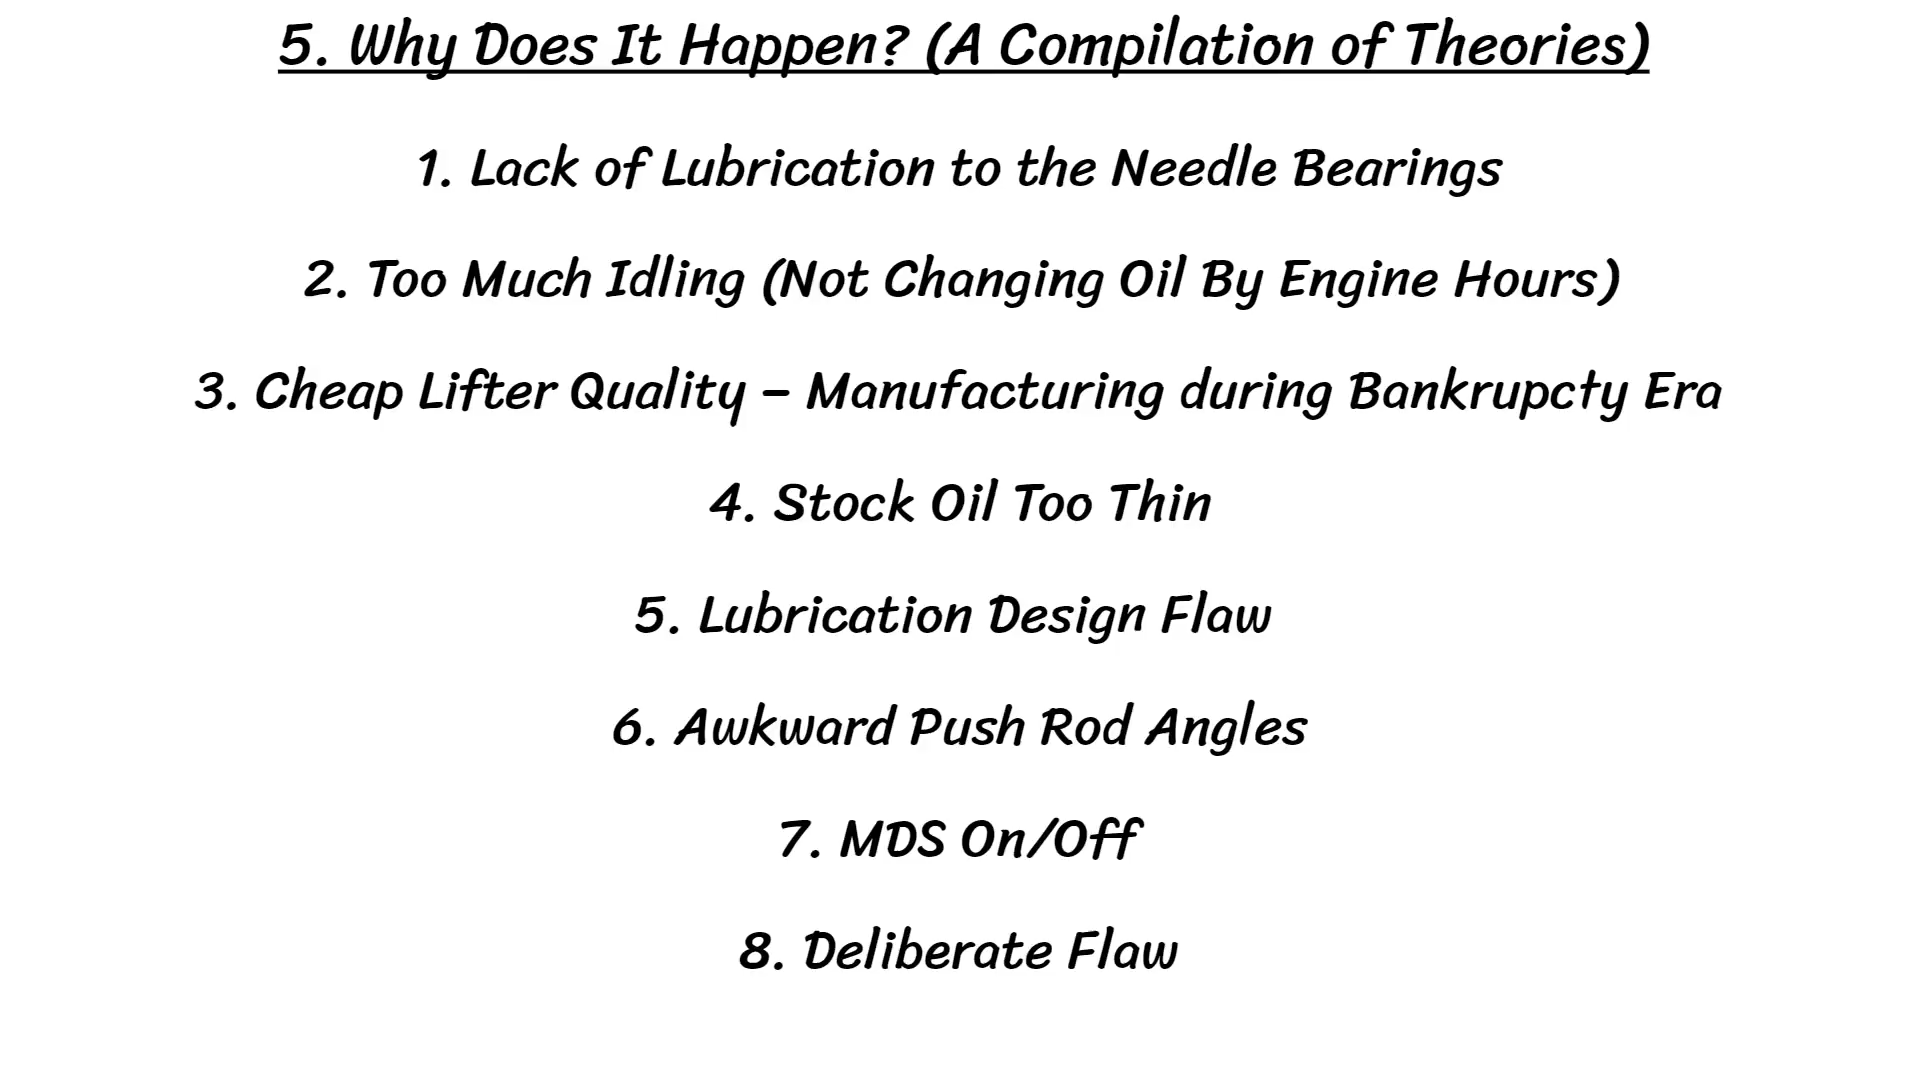 5. Why Does It Happen? (A Compilation of Theories)
1. Lack of Lubrication to the Needle Bearings
2. Too Much Idling (Not Changing Oil By Engine Hours)
3. Cheap Lifter Quality – Manufacturing during Bankrupcty Era
4. Stock Oil Too Thin
5. Lubrication Design Flaw
6. Awkward Push Rod Angles
7. MDS On/Off
8. Deliberate Flaw